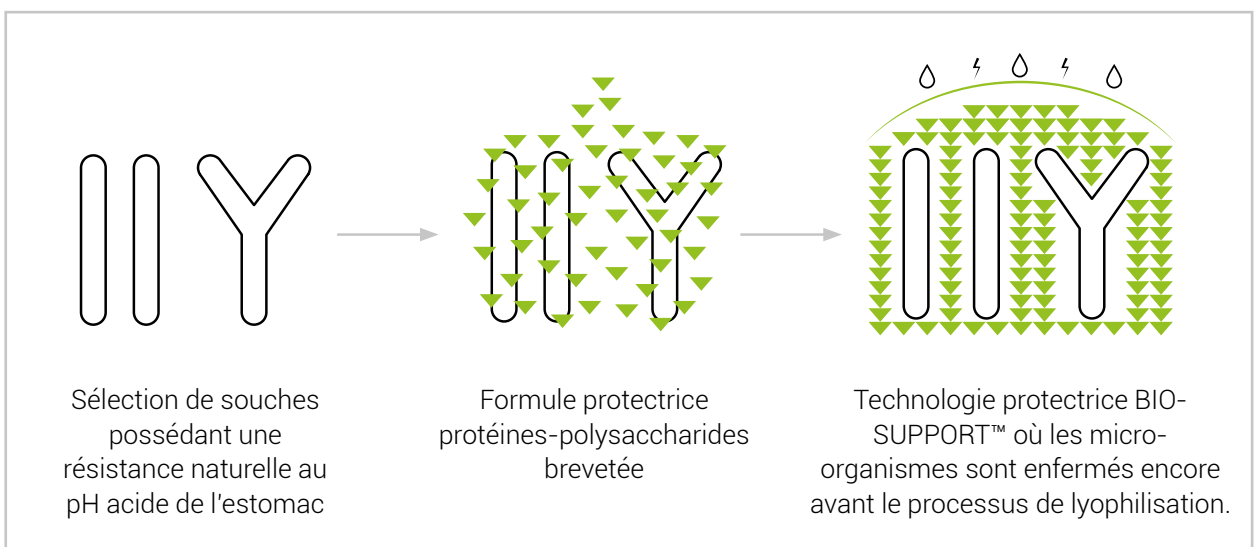 Sélection de souches
possédant une
résistance naturelle au
pH acide de l'estomac
Formule protectrice
protéines-polysaccharides
brevetée
Technologie protectrice BIO-
SUPPORT™ où les micro-
organismes sont enfermés encore
avant le processus de lyophilisation.